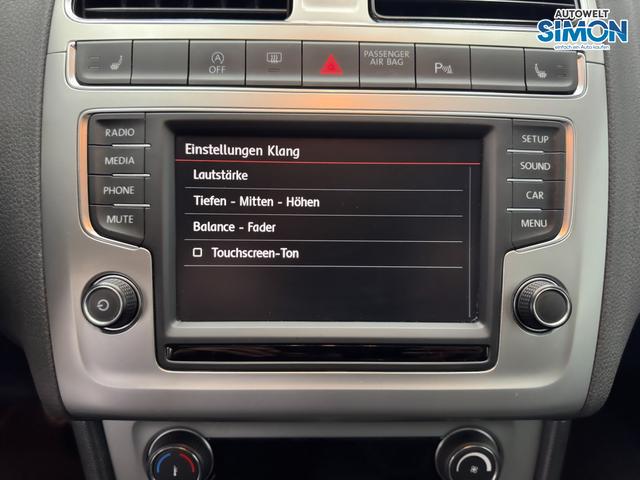 AUTOWELT
SIMON
einfach ein Auto kaufen
A OFF
PASSENGER
AIR BAG
P
RADIO
MEDIA
PHONE
MUTE
Einstellungen Klang
Lautstärke
Tiefen - Mitten - Höhen
Balance - Fader
Touchscreen-Ton
SETUP
SOUND
CAR
MENU